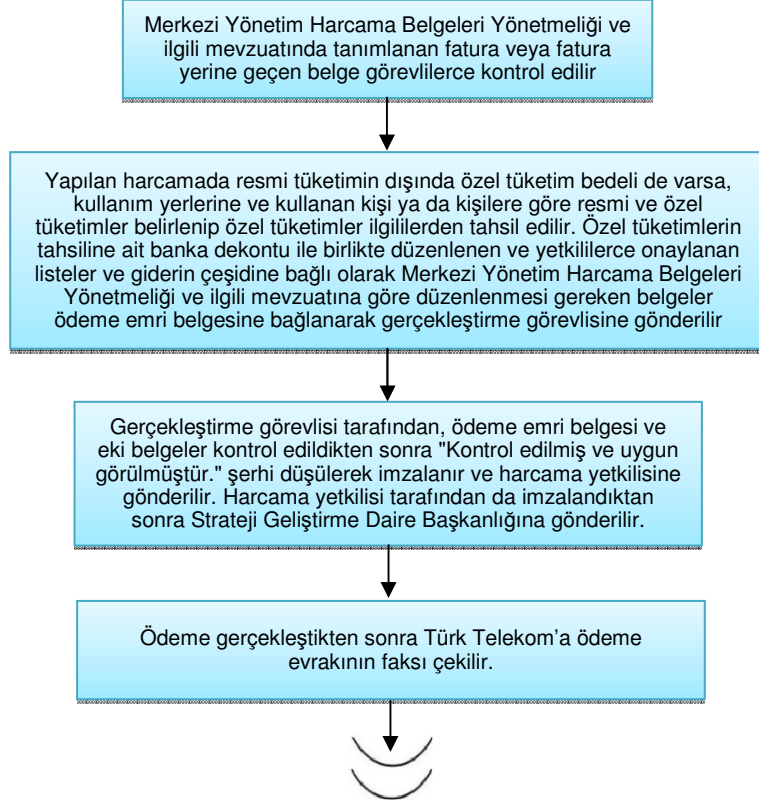 Merkezi Yönetim Harcama Belgeleri Yönetmeliği ve
ilgili mevzuatında tanımlanan fatura veya fatura
yerine geçen belge görevlilerce kontrol edilir
Yapılan harcamada resmi tüketimin dışında özel tüketim bedeli de varsa,
kullanım yerlerine ve kullanan kişi ya da kişilere göre resmi ve özel
tüketimler belirlenip özel tüketimler ilgililerden tahsil edilir. Özel tüketimlerin
tahsiline ait banka dekontu ile birlikte düzenlenen ve yetkililerce onaylanan
listeler ve giderin çeşidine bağlı olarak Merkezi Yönetim Harcama Belgeleri
Yönetmeliği ve ilgili mevzuatına göre düzenlenmesi gereken belgeler
ödeme emri belgesine bağlanarak gerçekleştirme görevlisine gönderilir
Gerçekleştirme görevlisi tarafından, ödeme emri belgesi ve
eki belgeler kontrol edildikten sonra "Kontrol edilmiş ve uygun
görülmüştür." şerhi düşülerek imzalanır ve harcama yetkilisine
gönderilir. Harcama yetkilisi tarafından da imzalandıktan
sonra Strateji Geliştirme Daire Başkanlığına gönderilir.
Ödeme gerçekleştikten sonra Türk Telekom’a ödeme
evrakının faksı çekilir.